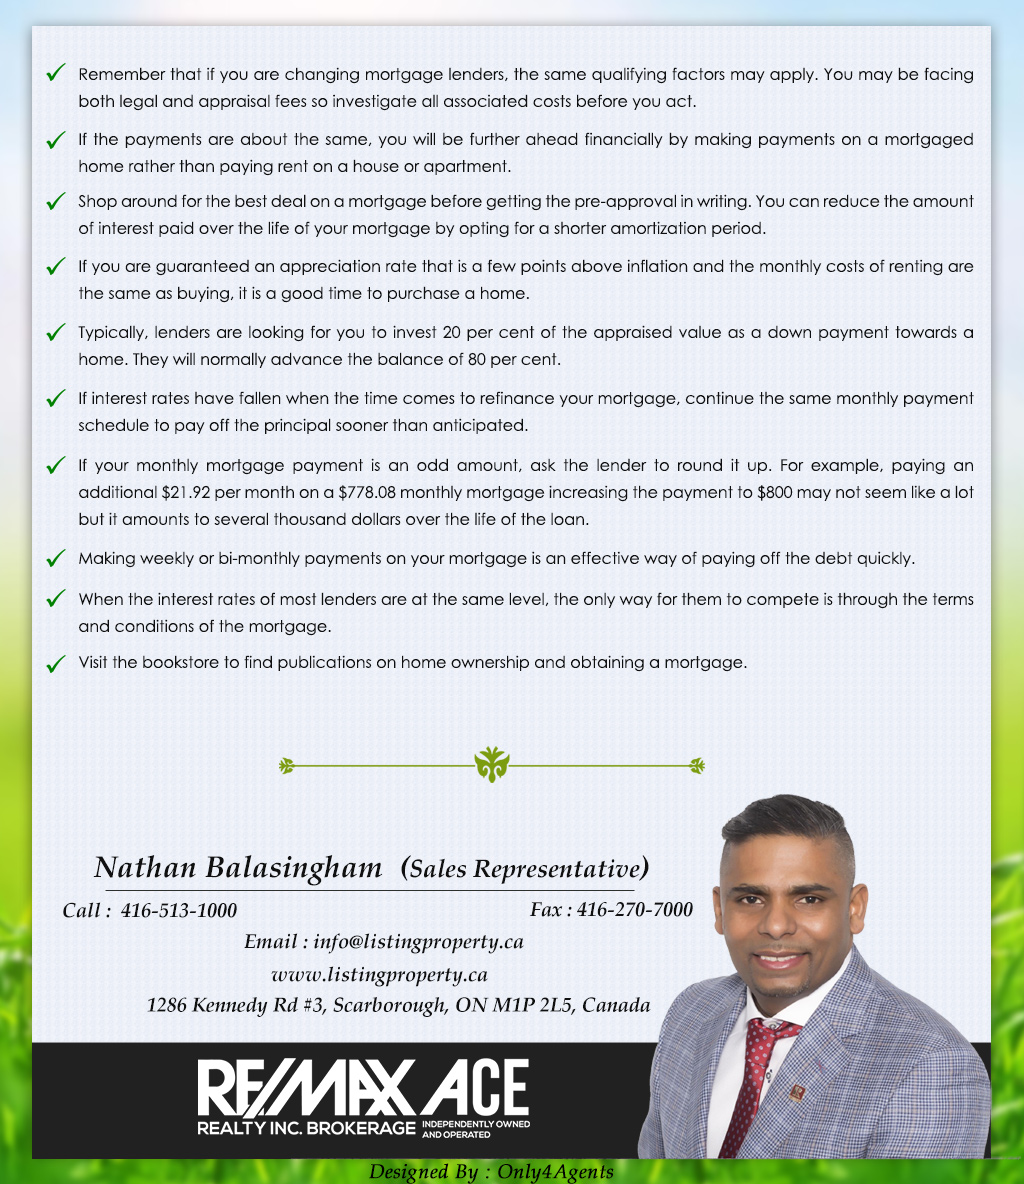 Remember that if you are changing mortgage lenders, the same qualifying factors may apply. You may be facing
both legal and appraisal fees so investigate all associated costs before you act.
If the payments are about the same, you will be further ahead financially by making payments on a mortgaged
home rather than paying rent on a house or apartment.
Shop around for the best deal on a mortgage before getting the pre-approval in writing. You can reduce the amount
of interest paid over the life of your mortgage by opting for a shorter amortization period.
If you are guaranteed an appreciation rate that is a few points above inflation and the monthly costs of renting are
the same as buying, it is a good time to purchase a home.
Typically, lenders are looking for you to invest 20 per cent of the appraised value as a down payment towards a
home. They will normally advance the balance of 80 per cent.
If interest rates have fallen when the time comes to refinance your mortgage, continue the same monthly payment
schedule to pay off the principal sooner than anticipated.
If your monthly mortgage payment is an odd amount, ask the lender to round it up. For example, paying an
additional $21.92 per month on a $778.08 monthly mortgage increasing the payment to $800 may not seem like a lot
but it amounts to several thousand dollars over the life of the loan.
Making weekly or bi-monthly payments on your mortgage is an effective way of paying off the debt quickly.
When the interest rates of most lenders are at the same level, the only way for them to compete is through the terms
and conditions of the mortgage.
Visit the bookstore to find publications on home ownership and obtaining a mortgage.
Nathan Balasingham (Sales Representative)
Call : 416-513-1000
Fax : 416-270-7000
Email : info@listingproperty.ca
www.listingproperty.ca
1286 Kennedy Rd #3, Scarborough, ON M1P 2L5, Canada
RE/MAX ACE
REALTY INC. BROKERAGE
INDEPENDENTLY OWNED
AND OPERATED
Designed By : Only4Agents